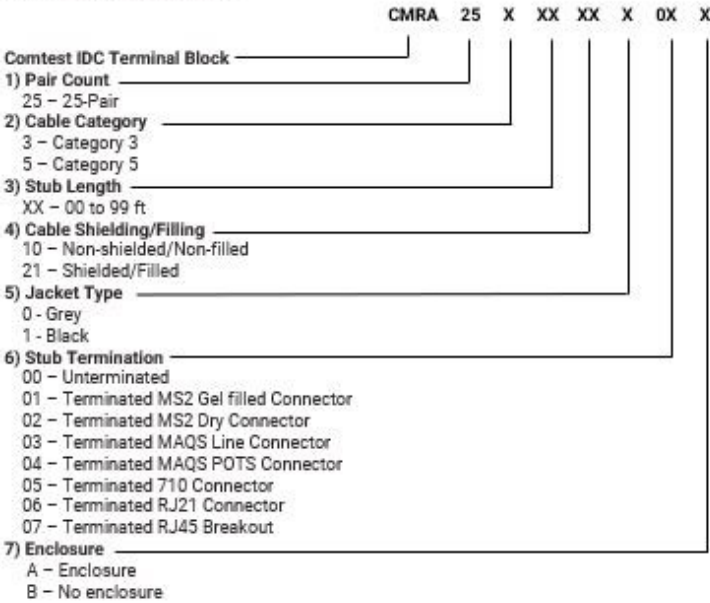 CMRA 25 X XX XX X 0X X
Comtest IDC Terminal Block
1) Pair Count
25 – 25-Pair
2) Cable Category
3 – Category 3
5 – Category 5
3) Stub Length
XX – 00 to 99 ft
4) Cable Shielding/Filling
10 – Non-shielded/Non-filled
21 – Shielded/Filled
5) Jacket Type
0 - Grey
1 - Black
6) Stub Termination
00 – Unterminated
01 – Terminated MS2 Gel filled Connector
02 – Terminated MS2 Dry Connector
03 – Terminated MAQS Line Connector
04 – Terminated MAQS POTS Connector
05 – Terminated 710 Connector
06 – Terminated RJ21 Connector
07 – Terminated RJ45 Breakout
7) Enclosure
A – Enclosure
B – No enclosure